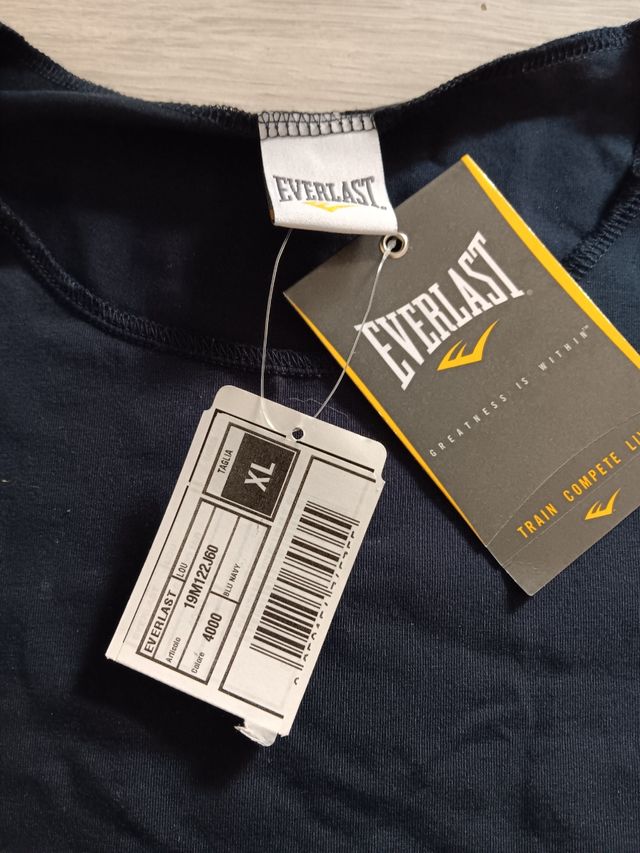 EVERLAST
EVERLAST
GREATNESS IS WITHIN™
TRAIN COMPETE
TAGLIA
XL
EVERLAST
LOU
Articolo
19M122J60
Colore
4000
BLU NAVY